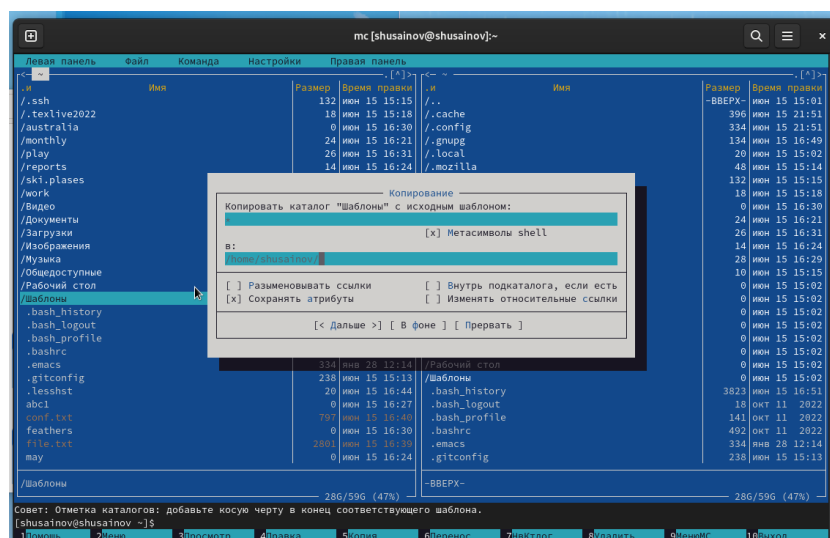 mc [shusainov@shusainov]:~
Левая панель Файл Команда Настройки Правая панель
<— ~ .[^]> <— ~ .[^]>
.и Имя Размер Время правки .и Имя Размер Время правки
/.ssh 132 июн 15 15:15 /.. -ВВЕРХ- июн 15 15:01
/.texlive2022 18 июн 15 15:18 /.cache 396 июн 15 21:51
/australia 0 июн 15 16:30 /.config 334 июн 15 21:51
/monthly 24 июн 15 16:21 /.gnupg 134 июн 15 16:49
/play 26 июн 15 16:31 /.local 20 июн 15 15:02
/reports 14 июн 15 16:24 /.mozilla 48 июн 15 15:14
/ski.plases 132 июн 15 15:15
/work Копирование 18 июн 15 15:18
/Видео Копировать каталог "Шаблоны" с исходным шаблоном: 0 июн 15 16:30
/Документы * 24 июн 15 16:21
/Загрузки [x] Метасимволы shell 26 июн 15 16:31
/Изображения в: 14 июн 15 16:24
/Музыка /home/shusainov/ 28 июн 15 16:29
/Общедоступные 10 июн 15 15:15
/Рабочий стол [ ] Разыменовывать ссылки [ ] Внутрь подкаталога, если есть 0 июн 15 15:02
/Шаблоны [x] Сохранять атрибуты [ ] Изменять относительные ссылки 0 июн 15 15:02
.bash_history 0 июн 15 15:02
.bash_logout [< Дальше >] [ В фоне ] [ Прервать ] 0 июн 15 15:02
.bash_profile 0 июн 15 15:02
.bashrc 0 июн 15 15:02
.emacs 334 янв 28 12:14 /Рабочий стол 0 июн 15 15:02
.gitconfig 238 июн 15 15:13 /Шаблоны 0 июн 15 15:02
.lesshst 20 июн 15 16:44 .bash_history 3823 июн 15 16:51
abc1 0 июн 15 16:27 .bash_logout 18 окт 11 2022
conf.txt 797 июн 15 16:40 .bash_profile 141 окт 11 2022
feathers 0 июн 15 16:30 .bashrc 492 окт 11 2022
file.txt 2801 июн 15 16:39 .emacs 334 янв 28 12:14
may 0 июн 15 16:24 .gitconfig 238 июн 15 15:13
/Шаблоны -ВВЕРХ-
28G/59G (47%) 28G/59G (47%)
Совет: Отметка каталогов: добавьте косую черту в конец соответствующего шаблона.
[shusainov@shusainov ~]$
1Помощь 2Меню 3Просмотр 4Правка 5Копия 6Перенос 7НвКтлог 8Удалить 9МенюМС 10Выход